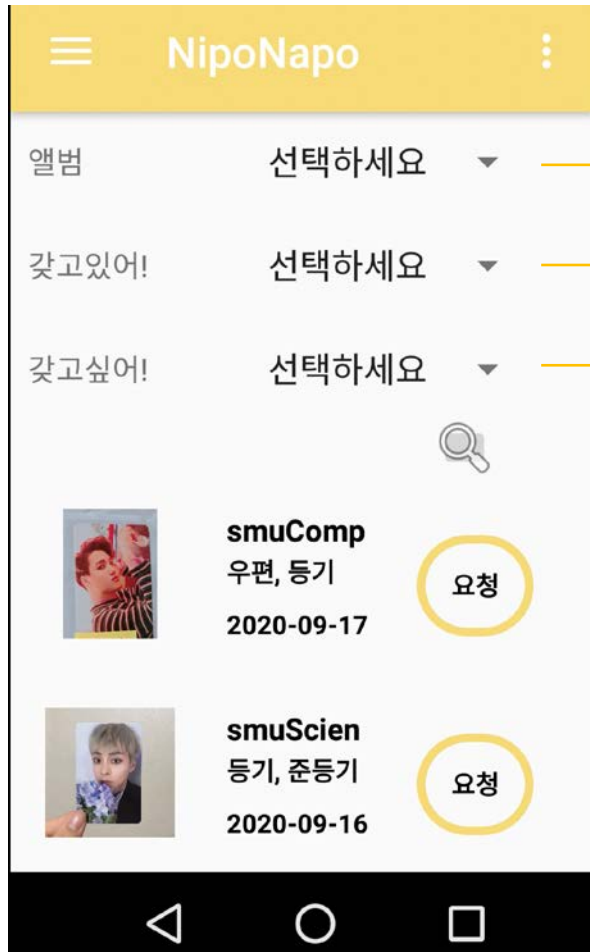 NipoNapo
앨범 선택하세요
갖고있어! 선택하세요
갖고싶어! 선택하세요
smuComp
우편, 등기
요청
2020-09-17
smuScien
등기, 준등기
요청
2020-09-16